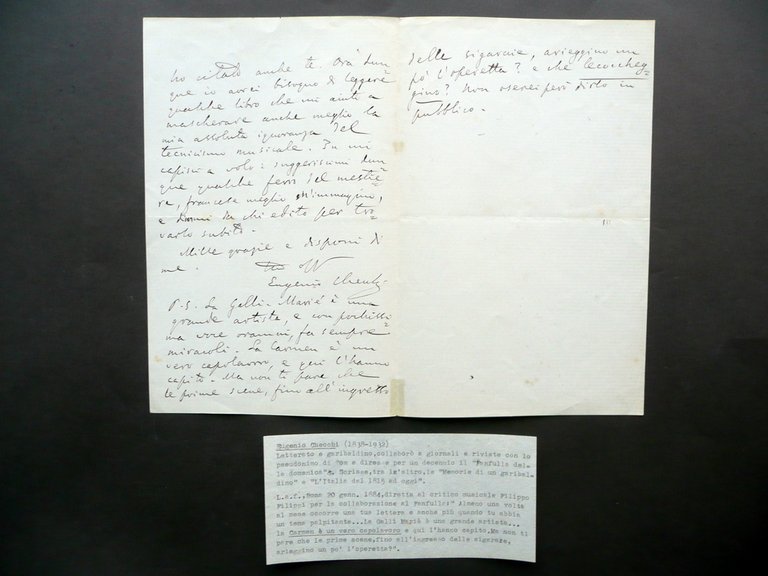 ho citato anche te. Ora dun=
que io avrei bisogno di leggere
qualche libro che mi aiuti a
mascherare anche meglio la
mia assoluta ignoranza del
tecnicismo musicale. Tu mi
capisci a volo: suggeriscimi dun=
que qualche ferro del mestie=
re, francese meglio m'immagino,
e dimmi da chi edito per tro=
varlo subito.
Mille grazie e disponi di
me.
Eugenio Checchi
P.S. La Galli-Marié è una
grande artista, e con pochissi
ma voce oramai, fa sempre
miracoli. La Carmen è un
vero capolavoro, e qui l'hanno
capito. Ma non ti pare che
le prime scene, fino all'ingresso
delle sigaraie, arieggino un
po' l'operetta? e che lecocheg=
gino? Non oserei però dirlo in
pubblico.
Eugenio Checchi (1838-1932)
Letterato e garibaldino,collaborò a giornali e riviste con lo
pseudonimo di Tom e diresse per un decennio il "Fanfulla del-
la domenica". Scrisse,tra l'altro,le "Memorie di un garibal-
dino" e "L'Italia dal 1815 ad oggi".
L.a.f.,Roma 20 genn. 1884,diretta al critico musicale Filippo
Filippi per la collaborazione al Fanfulla:" Almeno una volta
al mese occorre una tua lettera e anche più quando tu abbia
un tema palpitante...la Galli Mariè è una grande artista...
la Carmen è un vero capolavoro e qui l'hanno capito.Ma non ti
pare che le prime scene,fino all'ingresso delle sigarare,
arieggino un po' l'operetta?".